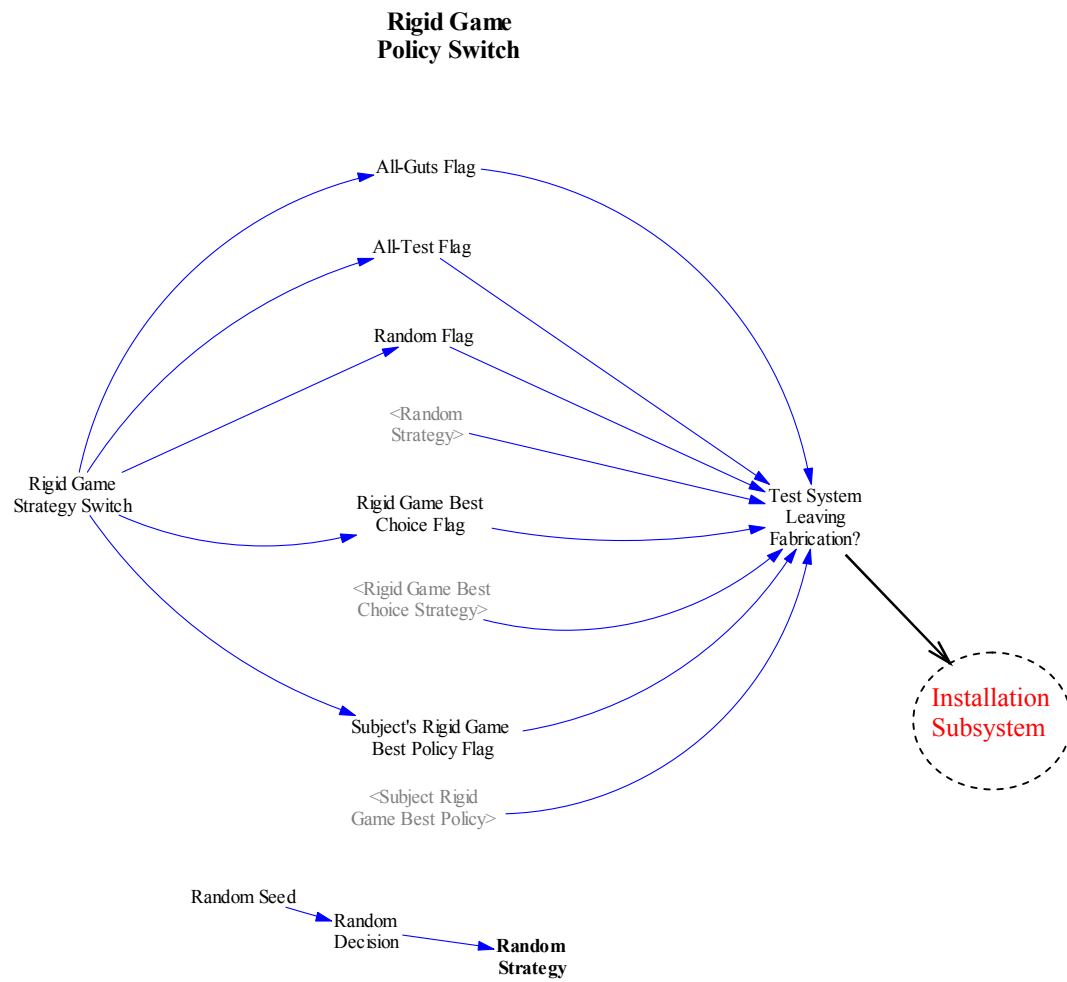 Rigid Game
Policy Switch
All-Guts Flag
All-Test Flag
Random Flag
<Random
Strategy>
Rigid Game
Strategy Switch
Rigid Game Best
Choice Flag
Test System
Leaving
Fabrication?
<Rigid Game Best
Choice Strategy>
Installation
Subsystem
Subject's Rigid Game
Best Policy Flag
<Subject Rigid
Game Best Policy>
Random Seed
Random
Decision
Random
Strategy